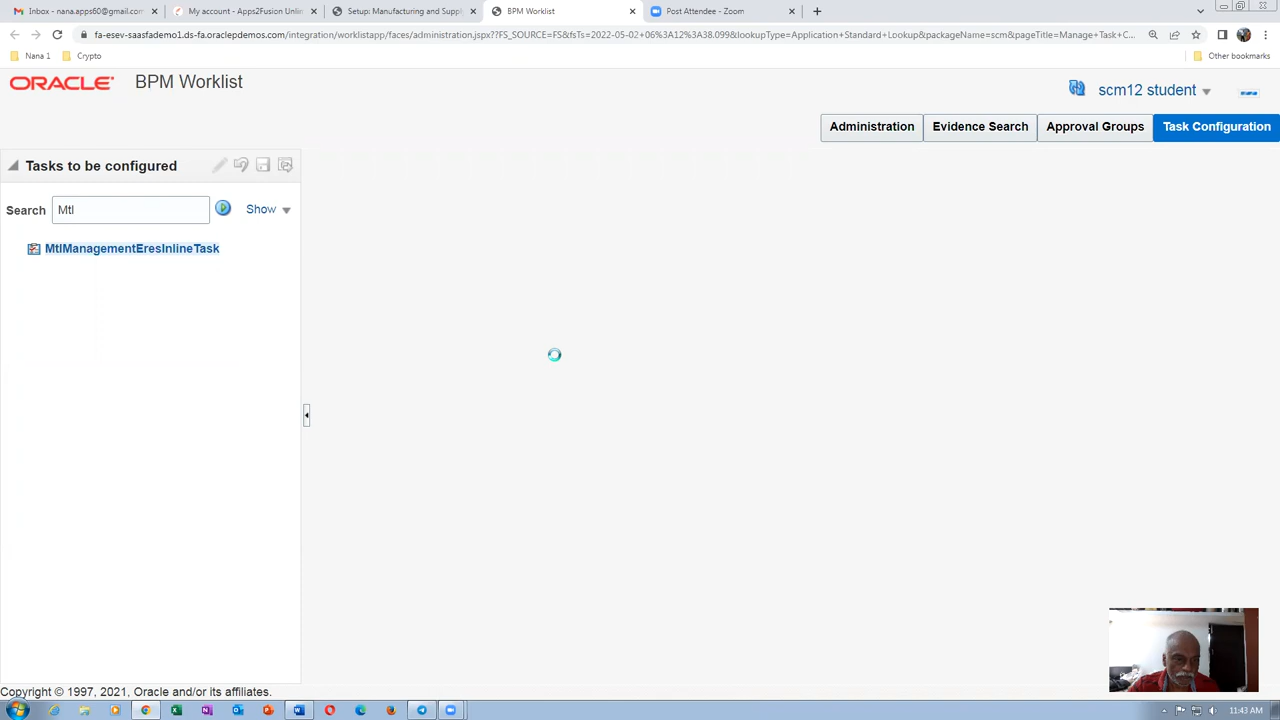 Inbox - nana.apps60@gmail.com
My account - Apps2Fusion Unlim
Setup: Manufacturing and Suppl
BPM Worklist
Post Attendee - Zoom
fa-esev-saasfademo1.ds-fa.oraclepdemos.com/integration/worklistapp/faces/administration.jspx??FS_SOURCE=FS&fsTs=2022-05-02+06%3A12%3A38.099&lookupType=Application+Standard+Lookup&packageName=scm&pageTitle=Manage+Task+C...
Nana 1
Crypto
Other bookmarks
ORACLE
BPM Worklist
scm12 student
Administration
Evidence Search
Approval Groups
Task Configuration
Tasks to be configured
Search
Mtl
Show
MtlManagementEresInlineTask
Copyright © 1997, 2021, Oracle and/or its affiliates.
11:43 AM